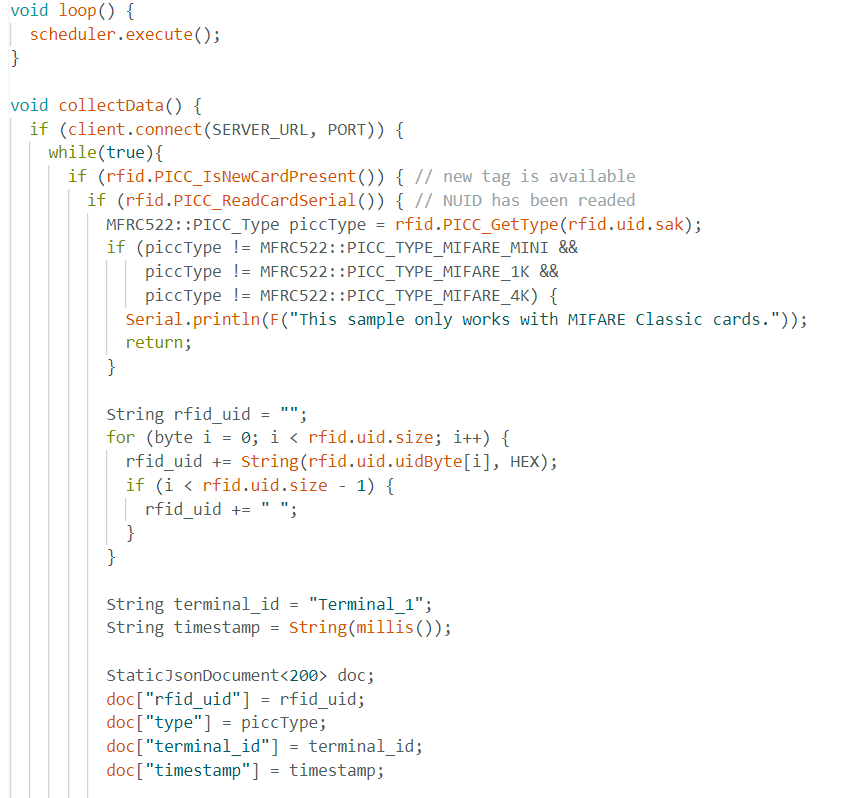 void loop() {
  scheduler.execute();
}

void collectData() {
  if (client.connect(SERVER_URL, PORT)) {
    while(true){
      if (rfid.PICC_IsNewCardPresent()) { // new tag is available
        if (rfid.PICC_ReadCardSerial()) { // NUID has been readed
          MFRC522::PICC_Type piccType = rfid.PICC_GetType(rfid.uid.sak);
          if (piccType != MFRC522::PICC_TYPE_MIFARE_MINI &&
              piccType != MFRC522::PICC_TYPE_MIFARE_1K &&
              piccType != MFRC522::PICC_TYPE_MIFARE_4K) {
            Serial.println(F("This sample only works with MIFARE Classic cards."));
            return;
          }

          String rfid_uid = "";
          for (byte i = 0; i < rfid.uid.size; i++) {
            rfid_uid += String(rfid.uid.uidByte[i], HEX);
            if (i < rfid.uid.size - 1) {
              rfid_uid += " ";
            }
          }

          String terminal_id = "Terminal_1";
          String timestamp = String(millis());

          StaticJsonDocument<200> doc;
          doc["rfid_uid"] = rfid_uid;
          doc["type"] = piccType;
          doc["terminal_id"] = terminal_id;
          doc["timestamp"] = timestamp;